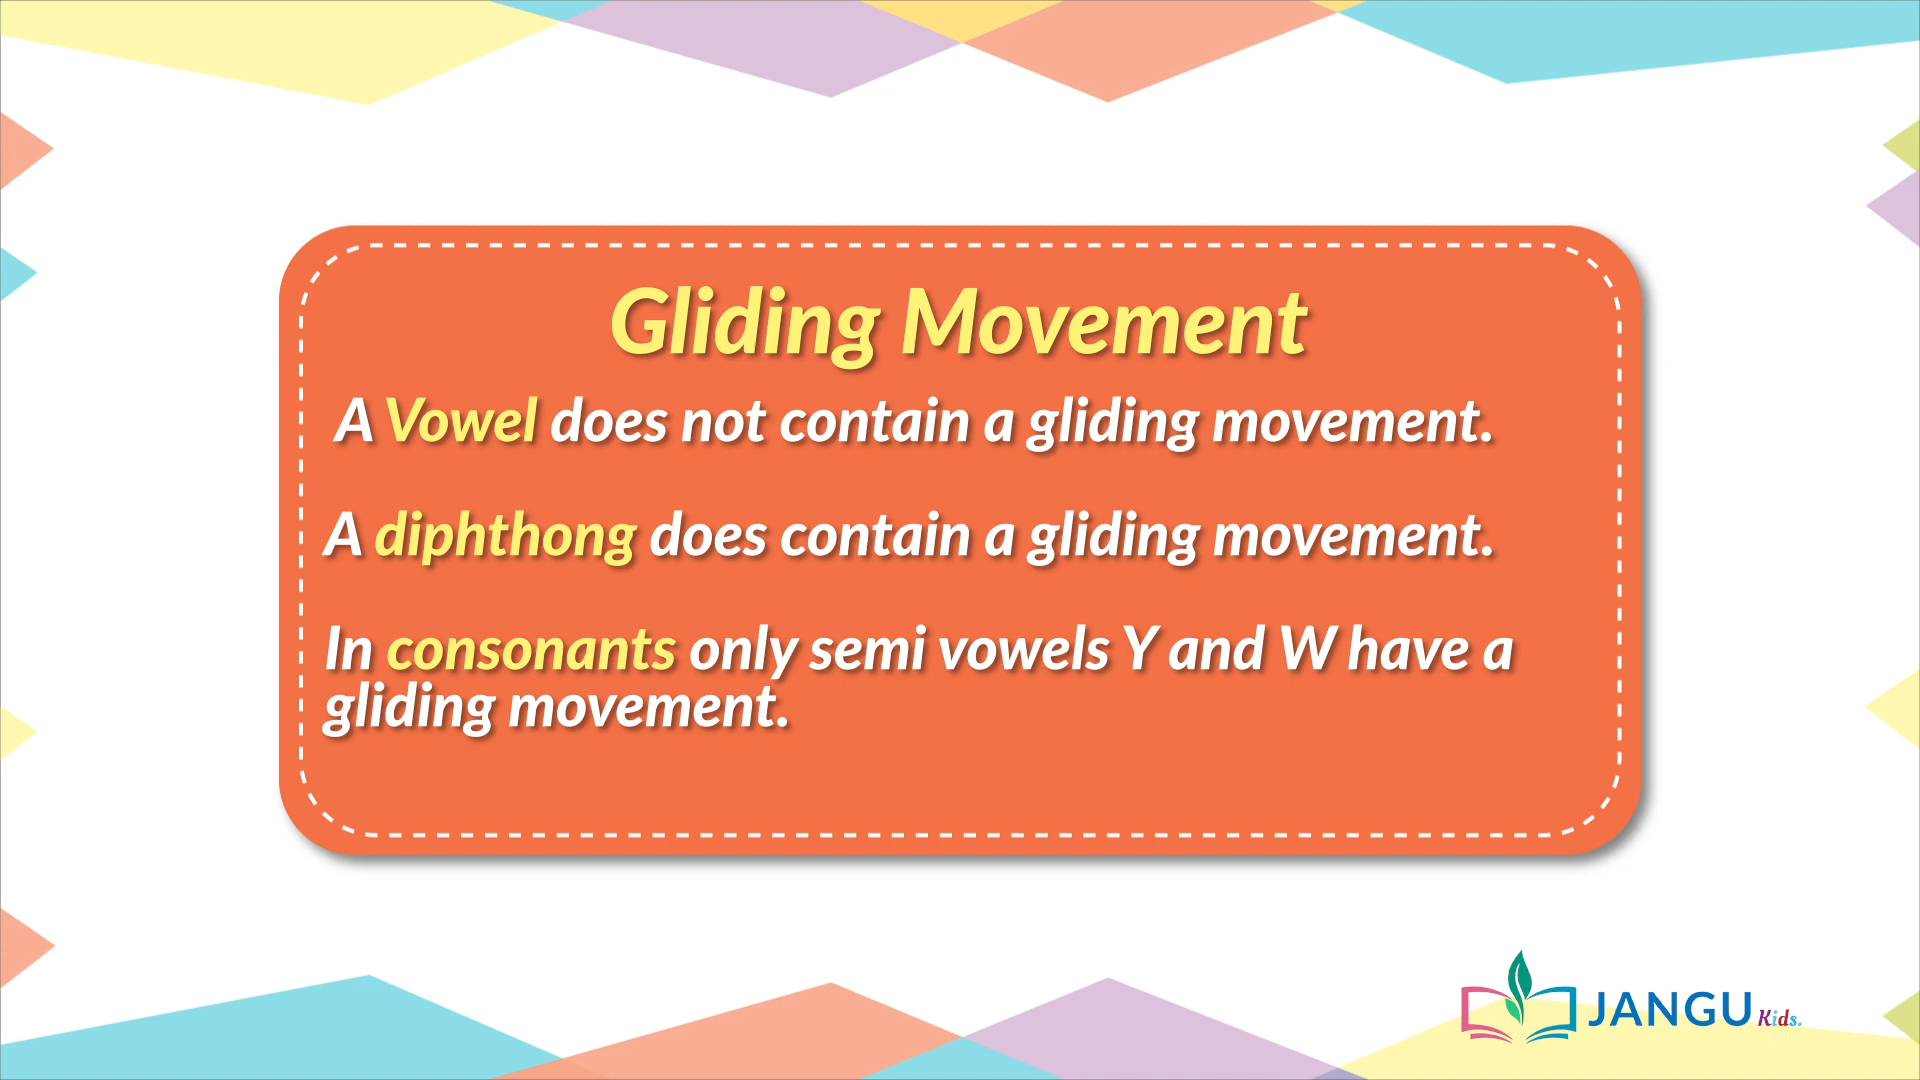 Gliding Movement
A Vowel does not contain a gliding movement.
A diphthong does contain a gliding movement.
In consonants only semi vowels Y and W have a
gliding movement.
JANGU Kids.